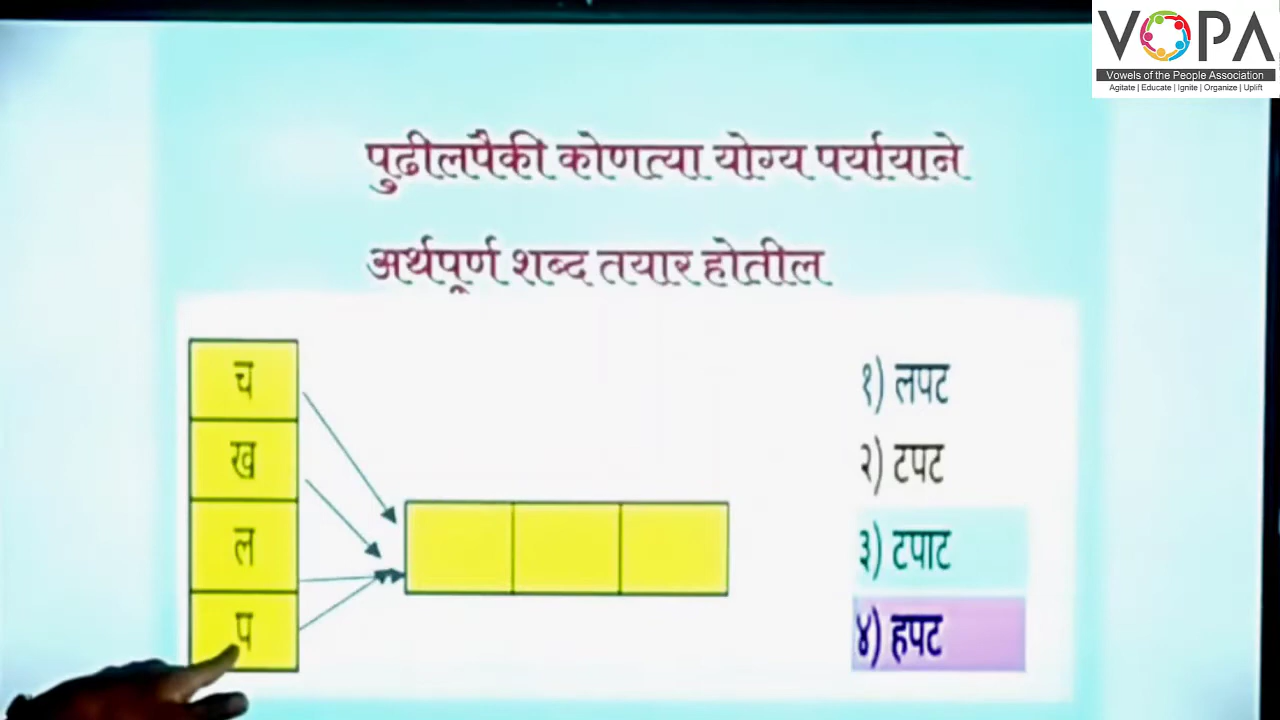 VOPA
Vowels of the People Association
Agitate | Educate | Ignite | Organize | Uplift
पुढीलपैकी कोणत्या योग्य पर्यायाने
अर्थपूर्ण शब्द तयार होतील
च
ख
ल
प
१) लपट
२) टपट
३) टपाट
४) हपट